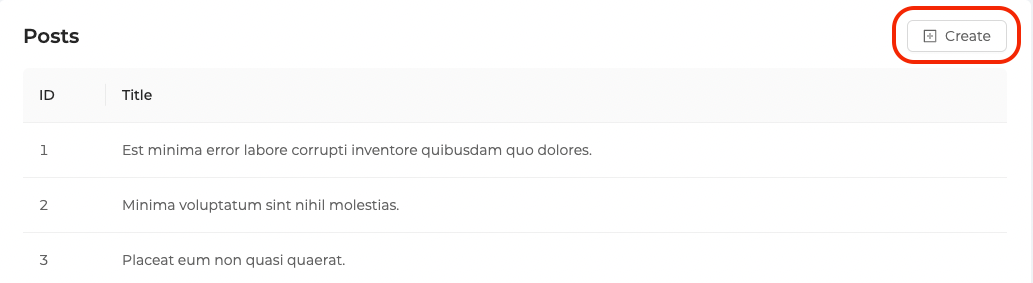 Posts
Create
ID Title
1 Est minima error labore corrupti inventore quibusdam quo dolores.
2 Minima voluptatum sint nihil molestias.
3 Placeat eum non quasi quaerat.